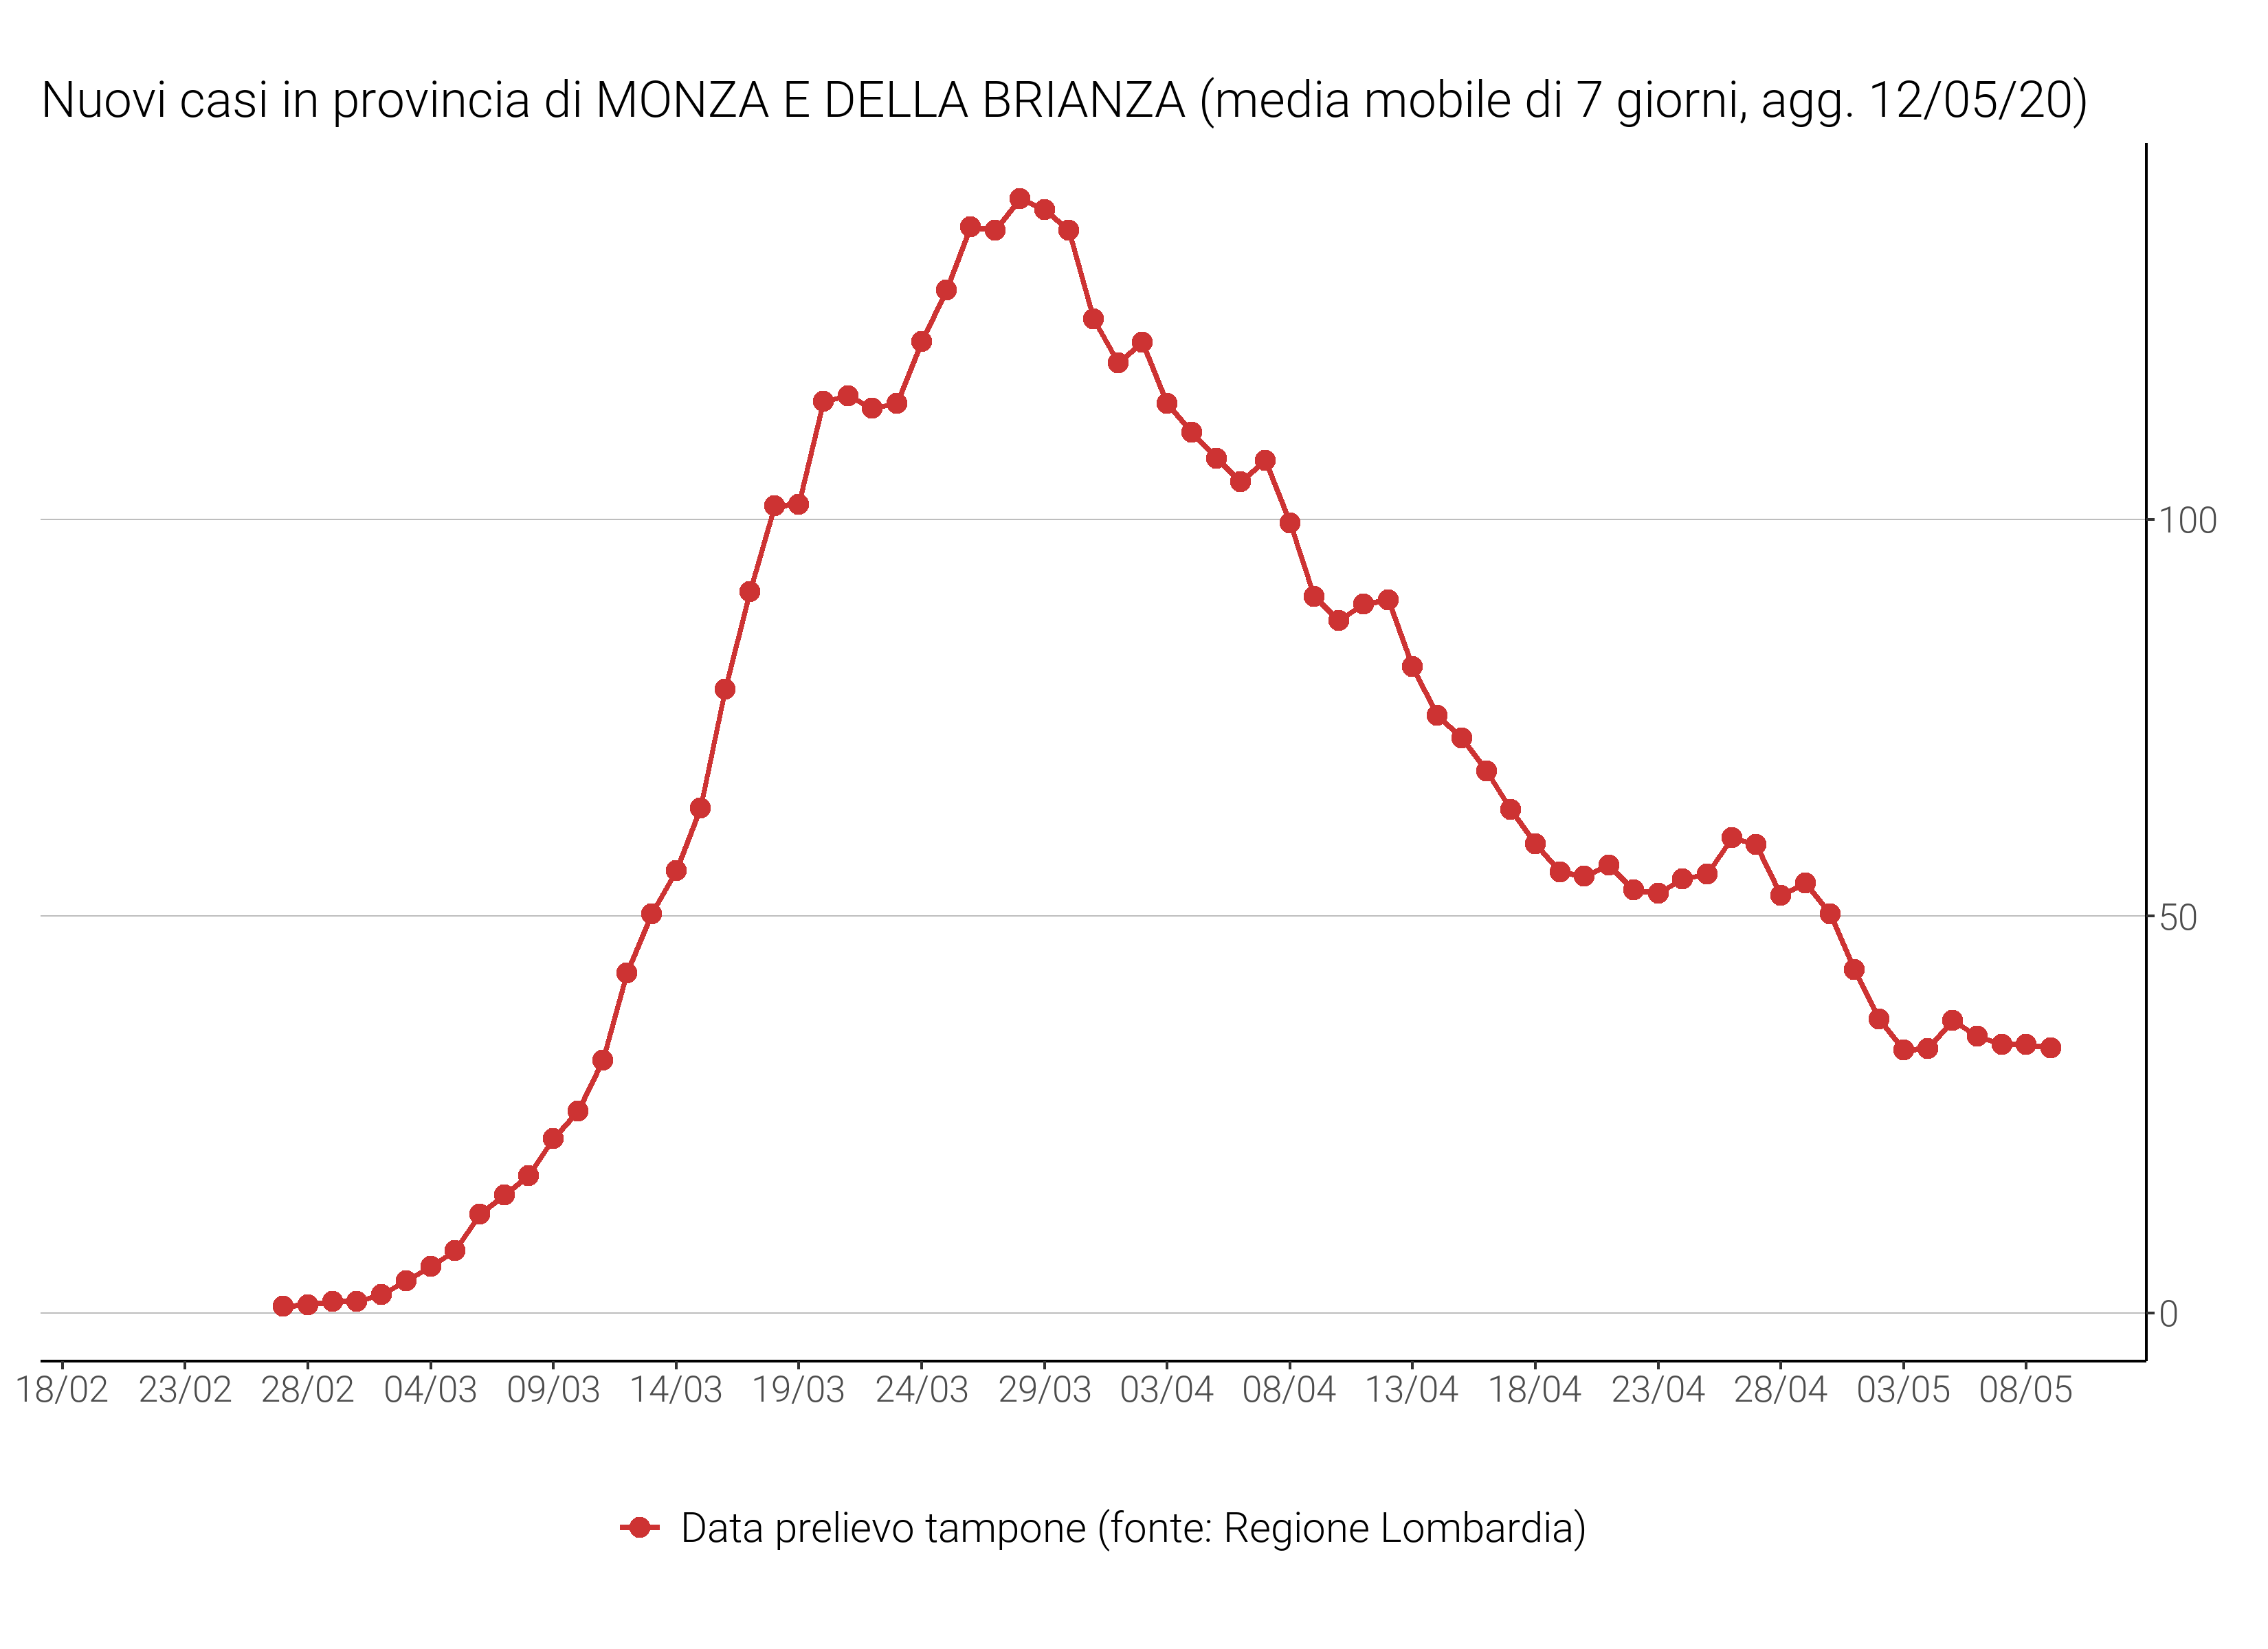 Nuovi casi in provincia di MONZA E DELLA BRIANZA (media mobile di 7 giorni, agg. 12/05/20)
100
50
0
18/02 23/02 28/02 04/03 09/03 14/03 19/03 24/03 29/03 03/04 08/04 13/04 18/04 23/04 28/04 03/05 08/05
Data prelievo tampone (fonte: Regione Lombardia)